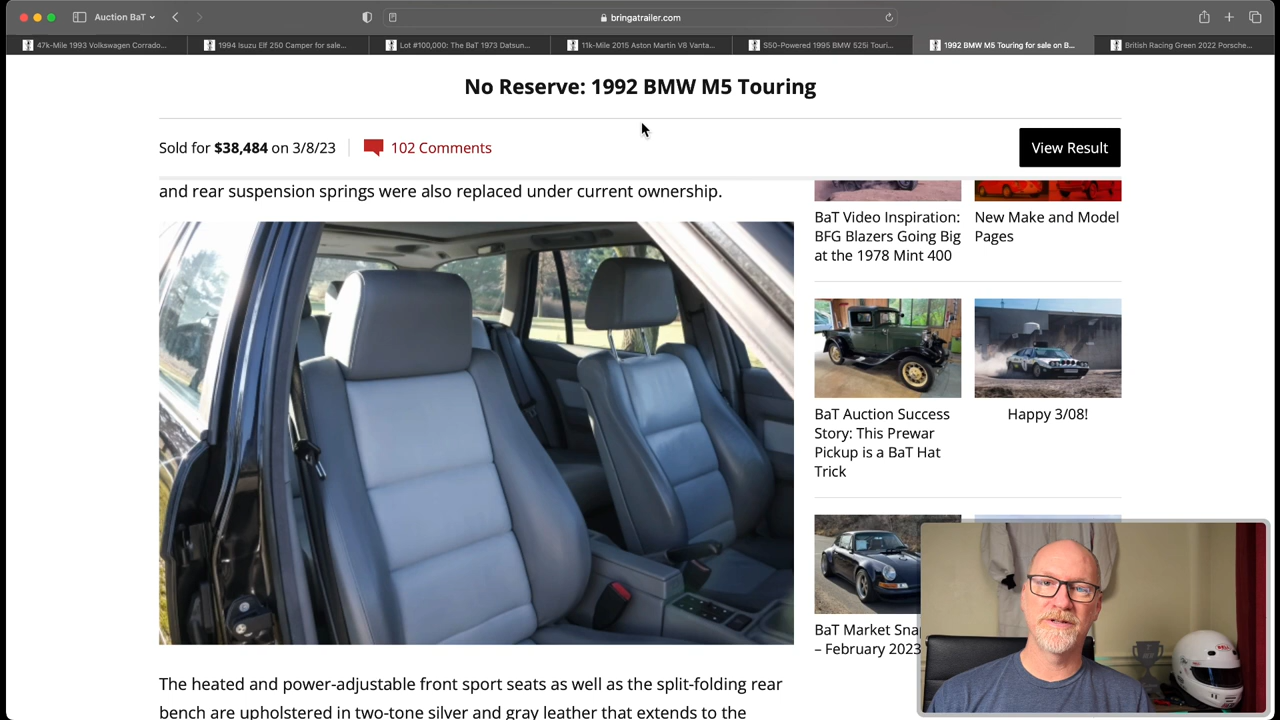 Auction BaT
bringatrailer.com
47k-Mile 1993 Volkswagen Corrado...
1994 Isuzu Elf 250 Camper for sale...
Lot #100,000: The BaT 1973 Datsun...
11k-Mile 2015 Aston Martin V8 Vanta...
S50-Powered 1995 BMW 525i Touri...
1992 BMW M5 Touring for sale on B...
British Racing Green 2022 Porsche...
No Reserve: 1992 BMW M5 Touring
Sold for $38,484 on 3/8/23
102 Comments
View Result
and rear suspension springs were also replaced under current ownership.
The heated and power-adjustable front sport seats as well as the split-folding rear
bench are upholstered in two-tone silver and gray leather that extends to the
BaT Video Inspiration:
BFG Blazers Going Big
at the 1978 Mint 400
New Make and Model
Pages
BaT Auction Success
Story: This Prewar
Pickup is a BaT Hat
Trick
Happy 3/08!
BaT Market Sna
– February 2023
BELL